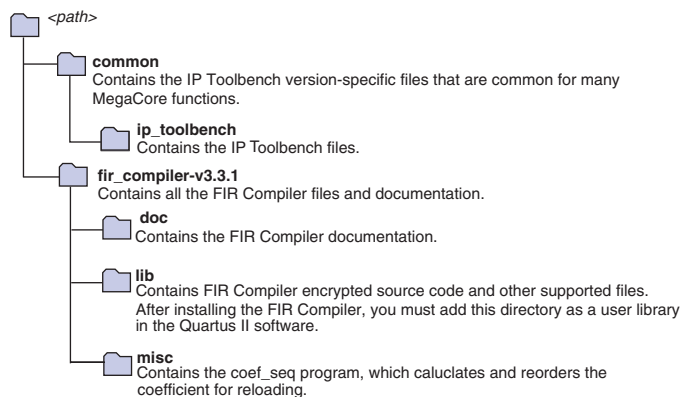 <path>
common
Contains the IP Toolbench version-specific files that are common for many
MegaCore functions.
ip_toolbench
Contains the IP Toolbench files.
fir_compiler-v3.3.1
Contains all the FIR Compiler files and documentation.
doc
Contains the FIR Compiler documentation.
lib
Contains FIR Compiler encrypted source code and other supported files.
After installing the FIR Compiler, you must add this directory as a user library
in the Quartus II software.
misc
Contains the coef_seq program, which caluclates and reorders the
coefficient for reloading.